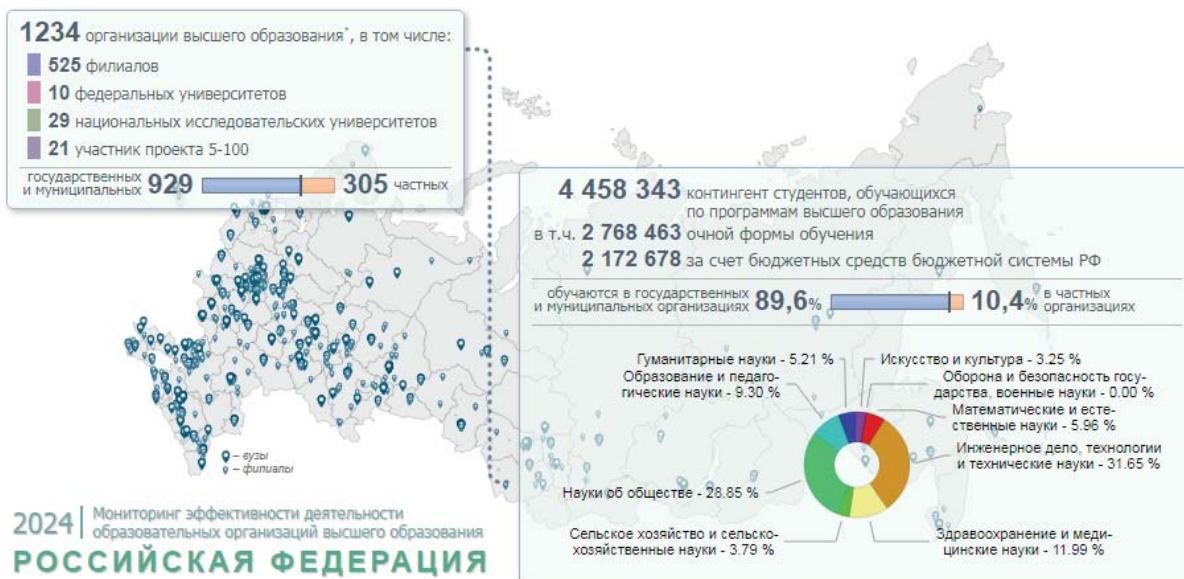 1234 организации высшего образования*, в том числе:
525 филиалов
10 федеральных университетов
29 национальных исследовательских университетов
21 участник проекта 5-100
государственных
и муниципальных 929 305 частных
4 458 343 контингент студентов, обучающихся
по программам высшего образования
в т.ч. 2 768 463 очной формы обучения
2 172 678 за счет бюджетных средств бюджетной системы РФ
обучаются в государственных
и муниципальных организациях 89,6% 10,4% в частных
организациях
Гуманитарные науки - 5.21 %
Искусство и культура - 3.25 %
Образование и педаго-
гические науки - 9.30 %
Оборона и безопасность госу-
дарства, военные науки - 0.00 %
Математические и есте-
ственные науки - 5.96 %
Инженерное дело, технологии
и технические науки - 31.65 %
Науки об обществе - 28.85 %
Сельское хозяйство и сельско-
хозяйственные науки - 3.79 %
Здравоохранение и меди-
цинские науки - 11.99 %
– вузы
– филиалы
2024 Мониторинг эффективности деятельности
образовательных организаций высшего образования
РОССИЙСКАЯ ФЕДЕРАЦИЯ